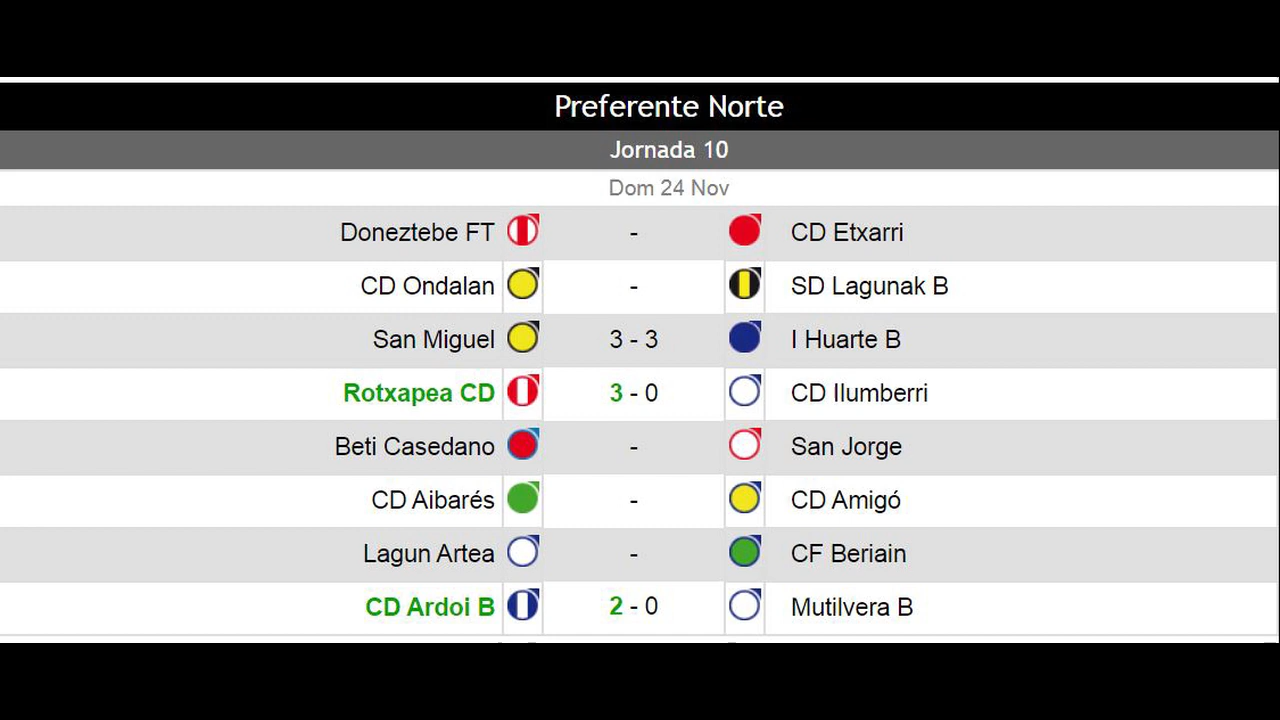 Preferente Norte
Jornada 10
Dom 24 Nov
Doneztebe FT - CD Etxarri
CD Ondalan - SD Lagunak B
San Miguel 3 - 3 I Huarte B
Rotxapea CD 3 - 0 CD Ilumberri
Beti Casedano - San Jorge
CD Aibarés - CD Amigó
Lagun Artea - CF Beriain
CD Ardoi B 2 - 0 Mutilvera B